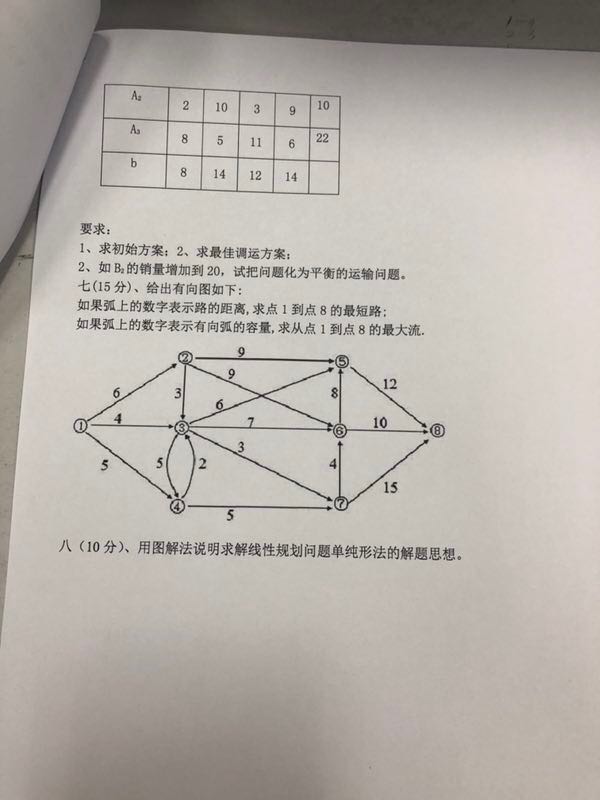 A₂ 2 10 3 9 10
A₃ 8 5 11 6 22
b 8 14 12 14
要求:
1、求初始方案; 2、求最佳调运方案;
2、如 B₂的销量增加到 20, 试把问题化为平衡的运输问题。
七(15 分)、给出有向图如下:
如果弧上的数字表示路的距离,求点 1 到点 8 的最短路;
如果弧上的数字表示有向弧的容量,求从点 1 到点 8 的最大流.
② 9 ⑤
9 12
6 3 6 8
① 4 ③ 7 ⑥ 10 ⑧
5 5 2 3 4 15
④ 5 ⑦
八(10 分)、用图解法说明求解线性规划问题单纯形法的解题思想。